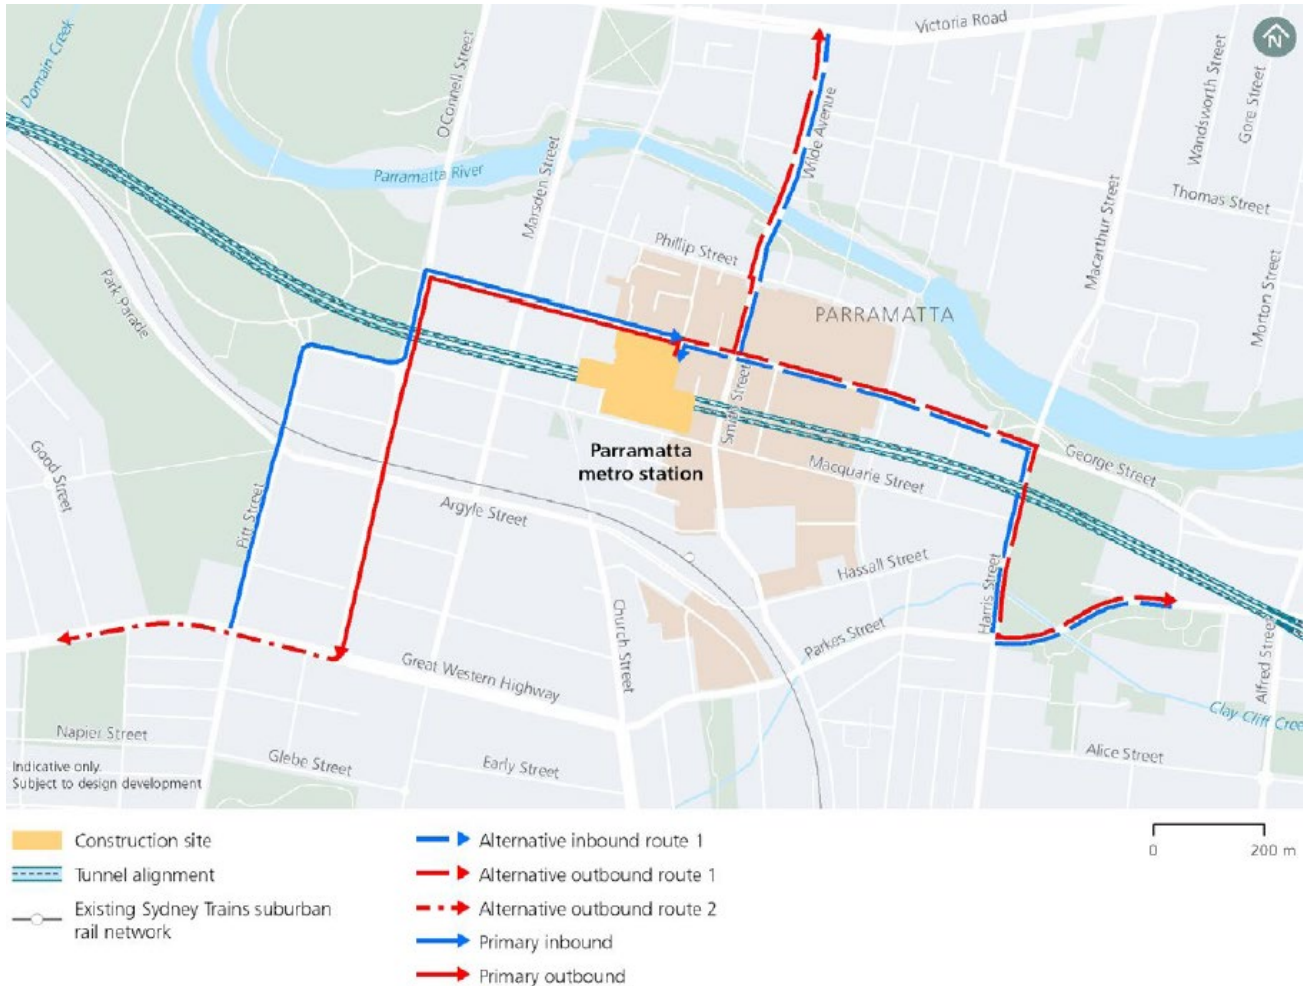 Victoria Road
N
Domain Creek
OConnell Street
Wandsworth Street
Gore Street
Marsden Street
Wilde Avenue
Parramatta River
Thomas Street
Macarthur Street
Phillip Street
Park Parade
PARRAMATTA
Morton Street
Smith Street
Good Street
Parramatta
metro station
Macquarie Street
George Street
Pitt Street
Argyle Street
Hassall Street
Harris Street
Church Street
Parkes Street
Alfred Street
Great Western Highway
Clay Cliff Cree
Napier Street
Glebe Street
Early Street
Alice Street
Indicative only.
Subject to design development
Construction site
Tunnel alignment
Existing Sydney Trains suburban
rail network
Alternative inbound route 1
Alternative outbound route 1
Alternative outbound route 2
Primary inbound
Primary outbound
0 200 m